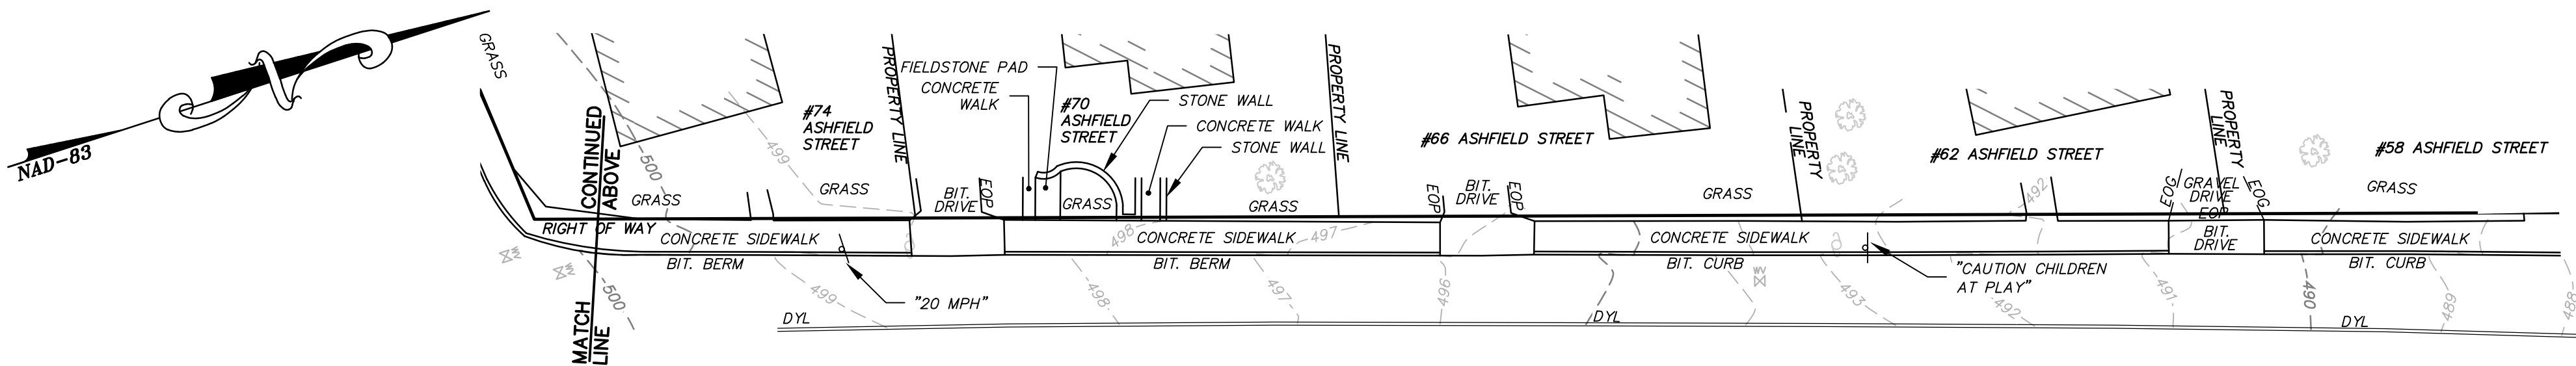 NAD-83
GRASS
MATCH
LINE
CONTINUED
ABOVE
500
GRASS
RIGHT OF WAY
CONCRETE SIDEWALK
BIT. BERM
500
499
#74
ASHFIELD
STREET
GRASS
PROPERTY LINE
499
"20 MPH"
DYL
BIT.
DRIVE
EOP
FIELDSTONE PAD
CONCRETE
WALK
#70
ASHFIELD
STREET
STONE WALL
CONCRETE WALK
STONE WALL
GRASS
GRASS
498
CONCRETE SIDEWALK
497
BIT. BERM
498
497
PROPERTY LINE
#66 ASHFIELD STREET
EOP
BIT.
DRIVE
EOP
496
GRASS
CONCRETE SIDEWALK
BIT. CURB
DYL
WV
PROPERTY
LINE
493
"CAUTION CHILDREN
AT PLAY"
492
#62 ASHFIELD STREET
492
491
EOG
GRAVEL
DRIVE
EOG
EOP
BIT.
DRIVE
PROPERTY
LINE
490
#58 ASHFIELD STREET
GRASS
CONCRETE SIDEWALK
BIT. CURB
DYL
489
488